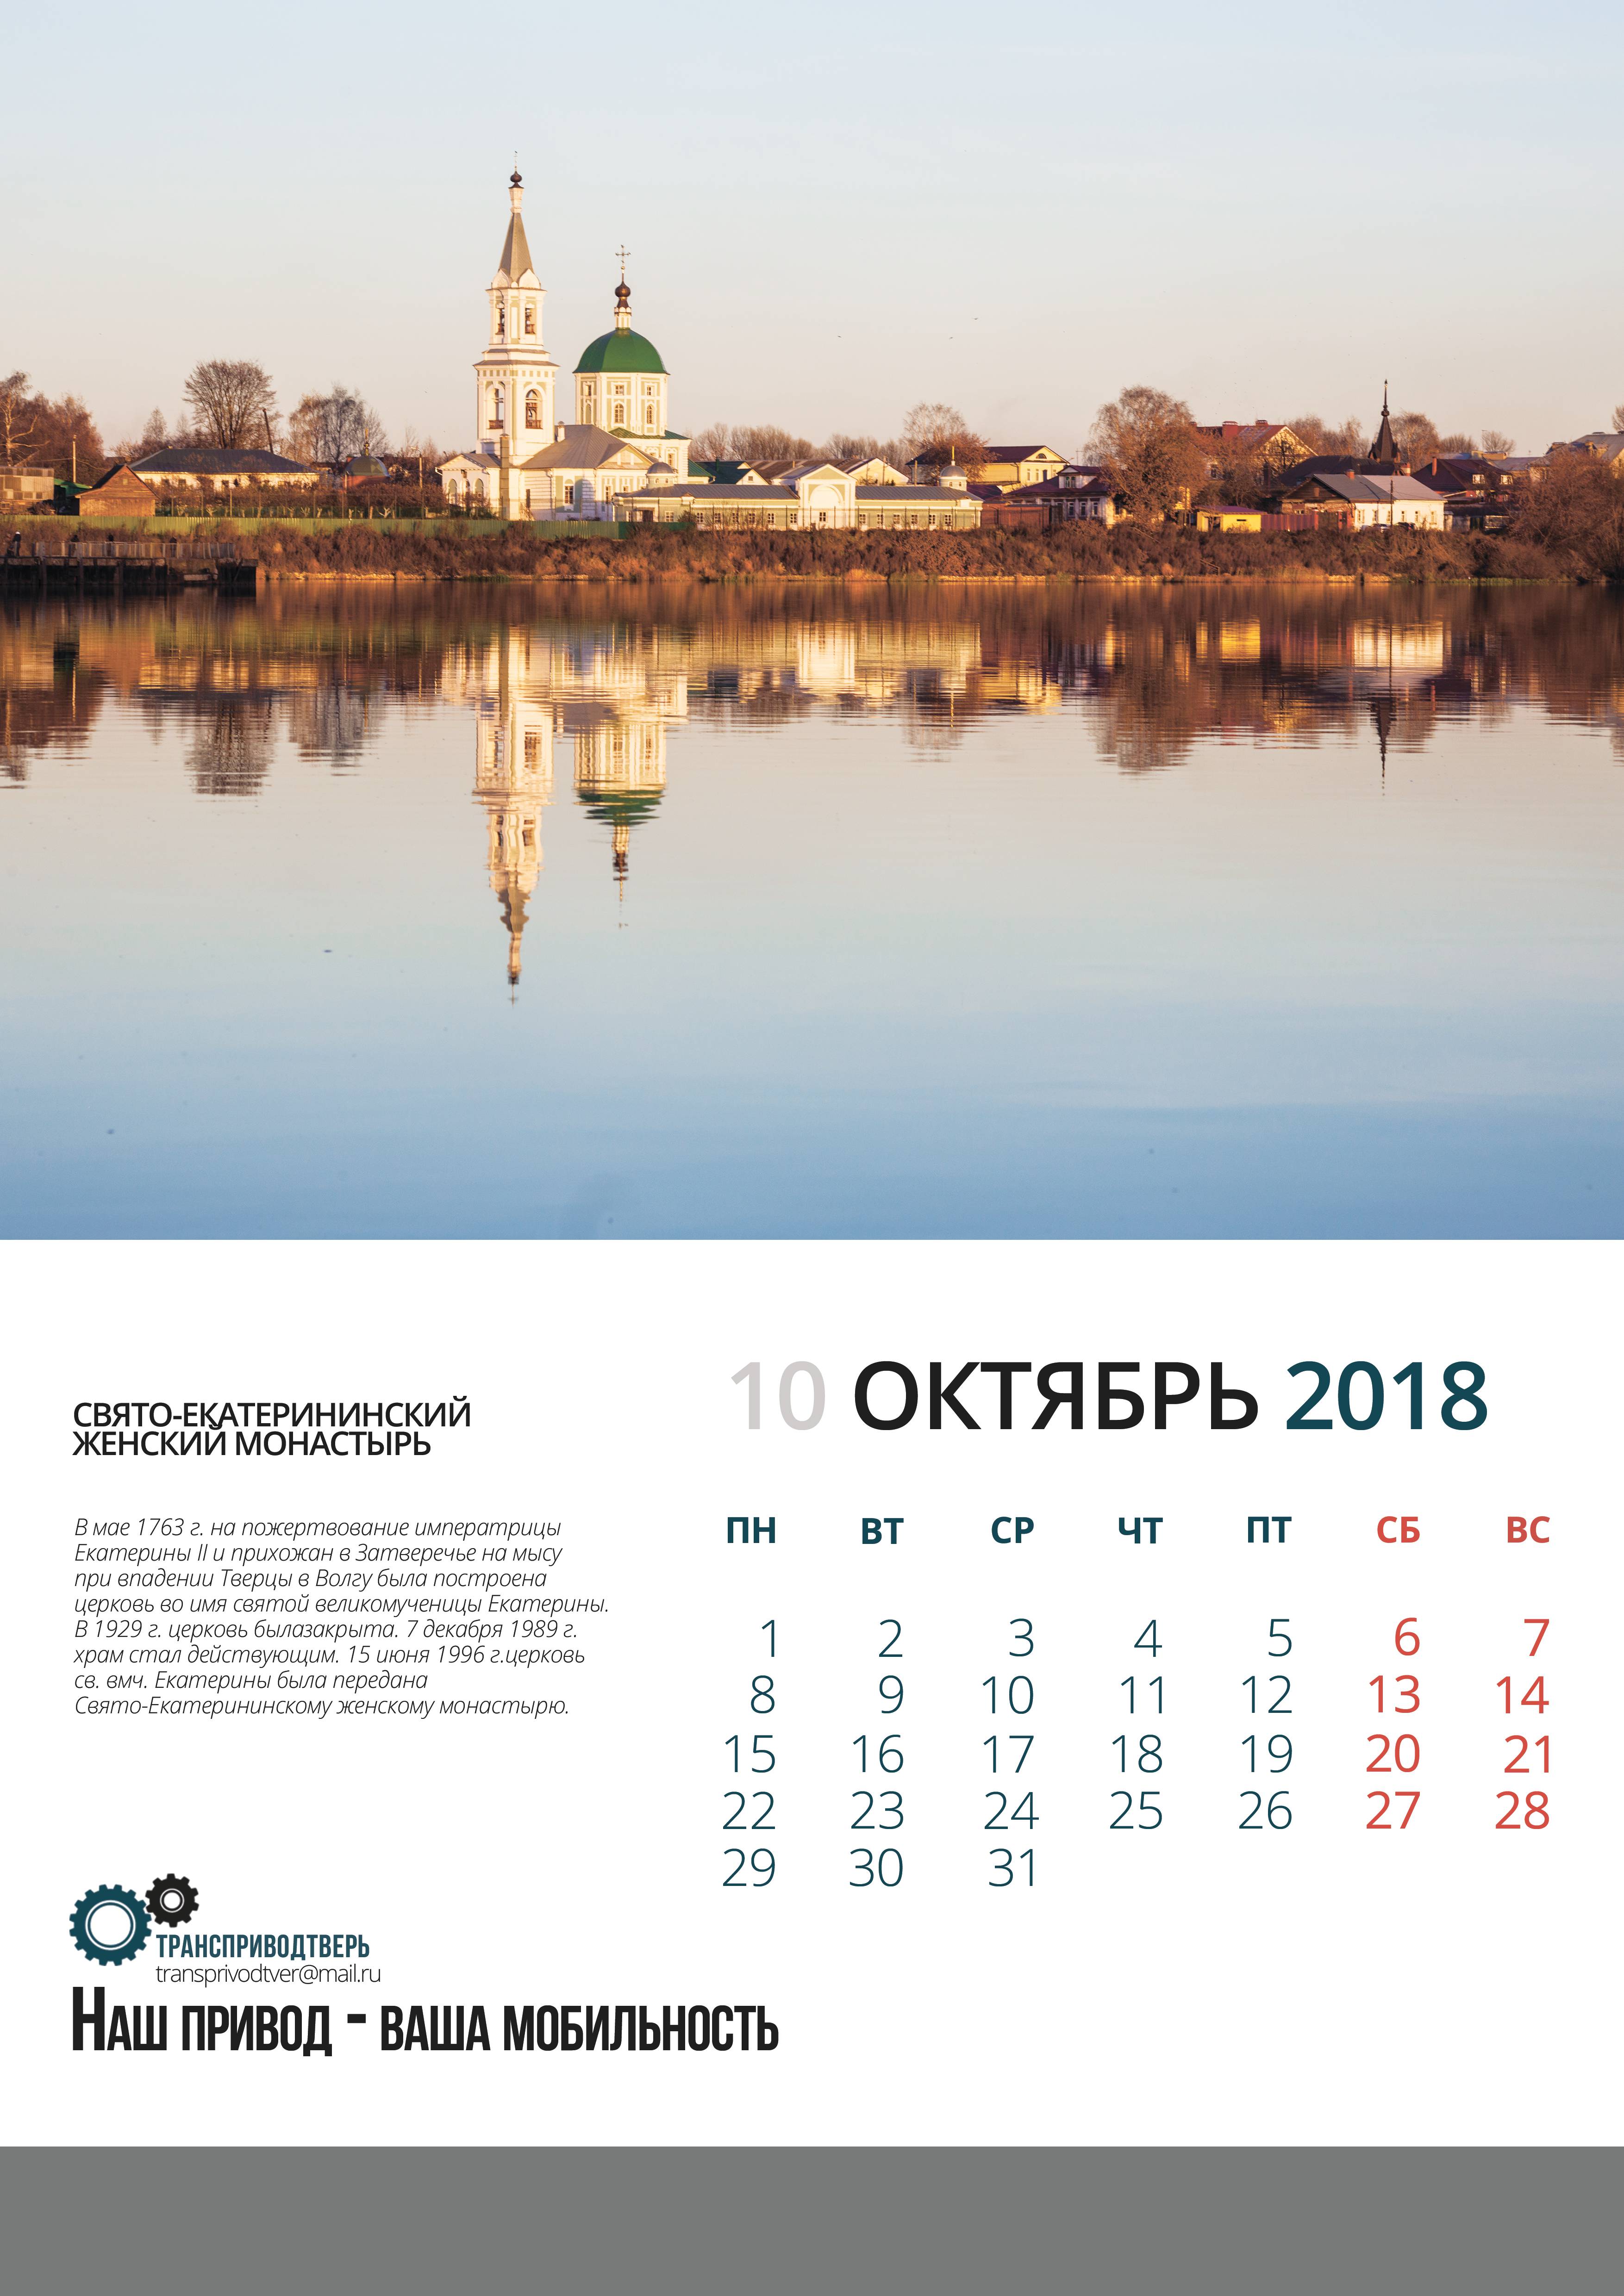 10 ОКТЯБРЬ 2018
СВЯТО-ЕКАТЕРИНИНСКИЙ
ЖЕНСКИЙ МОНАСТЫРЬ
В мае 1763 г. на пожертвование императрицы
Екатерины II и прихожан в Затверечье на мысу
при впадении Тверцы в Волгу была построена
церковь во имя святой великомученицы Екатерины.
В 1929 г. церковь былазакрыта. 7 декабря 1989 г.
храм стал действующим. 15 июня 1996 г.церковь
св. вмч. Екатерины была передана
Свято-Екатерининскому женскому монастырю.
ПН ВТ СР ЧТ ПТ СБ ВС
1 2 3 4 5 6 7
8 9 10 11 12 13 14
15 16 17 18 19 20 21
22 23 24 25 26 27 28
29 30 31
ТРАНСПРИВОДТВЕРЬ
transprivodtver@mail.ru
НАШ ПРИВОД - ВАША МОБИЛЬНОСТЬ